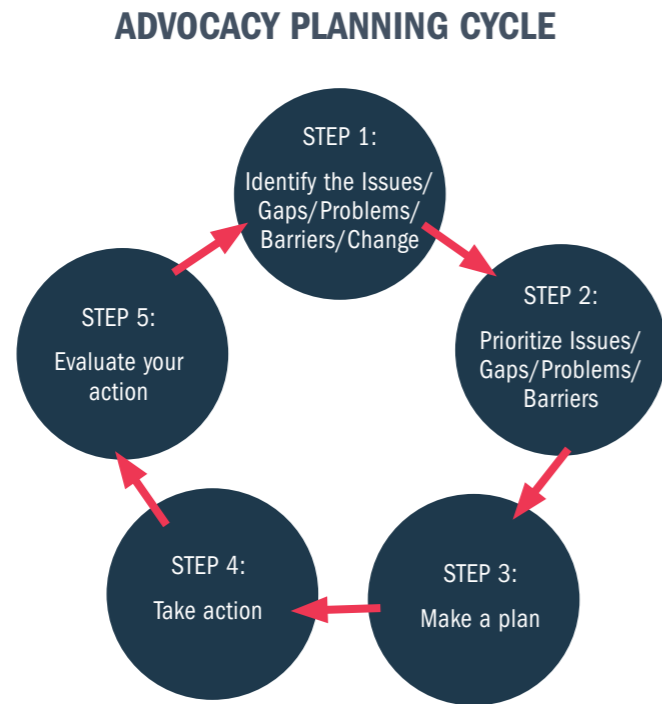 ADVOCACY PLANNING CYCLE
STEP 1:
Identify the Issues/
Gaps/Problems/
Barriers/Change
STEP 2:
Prioritize Issues/
Gaps/Problems/
Barriers
STEP 3:
Make a plan
STEP 4:
Take action
STEP 5:
Evaluate your
action